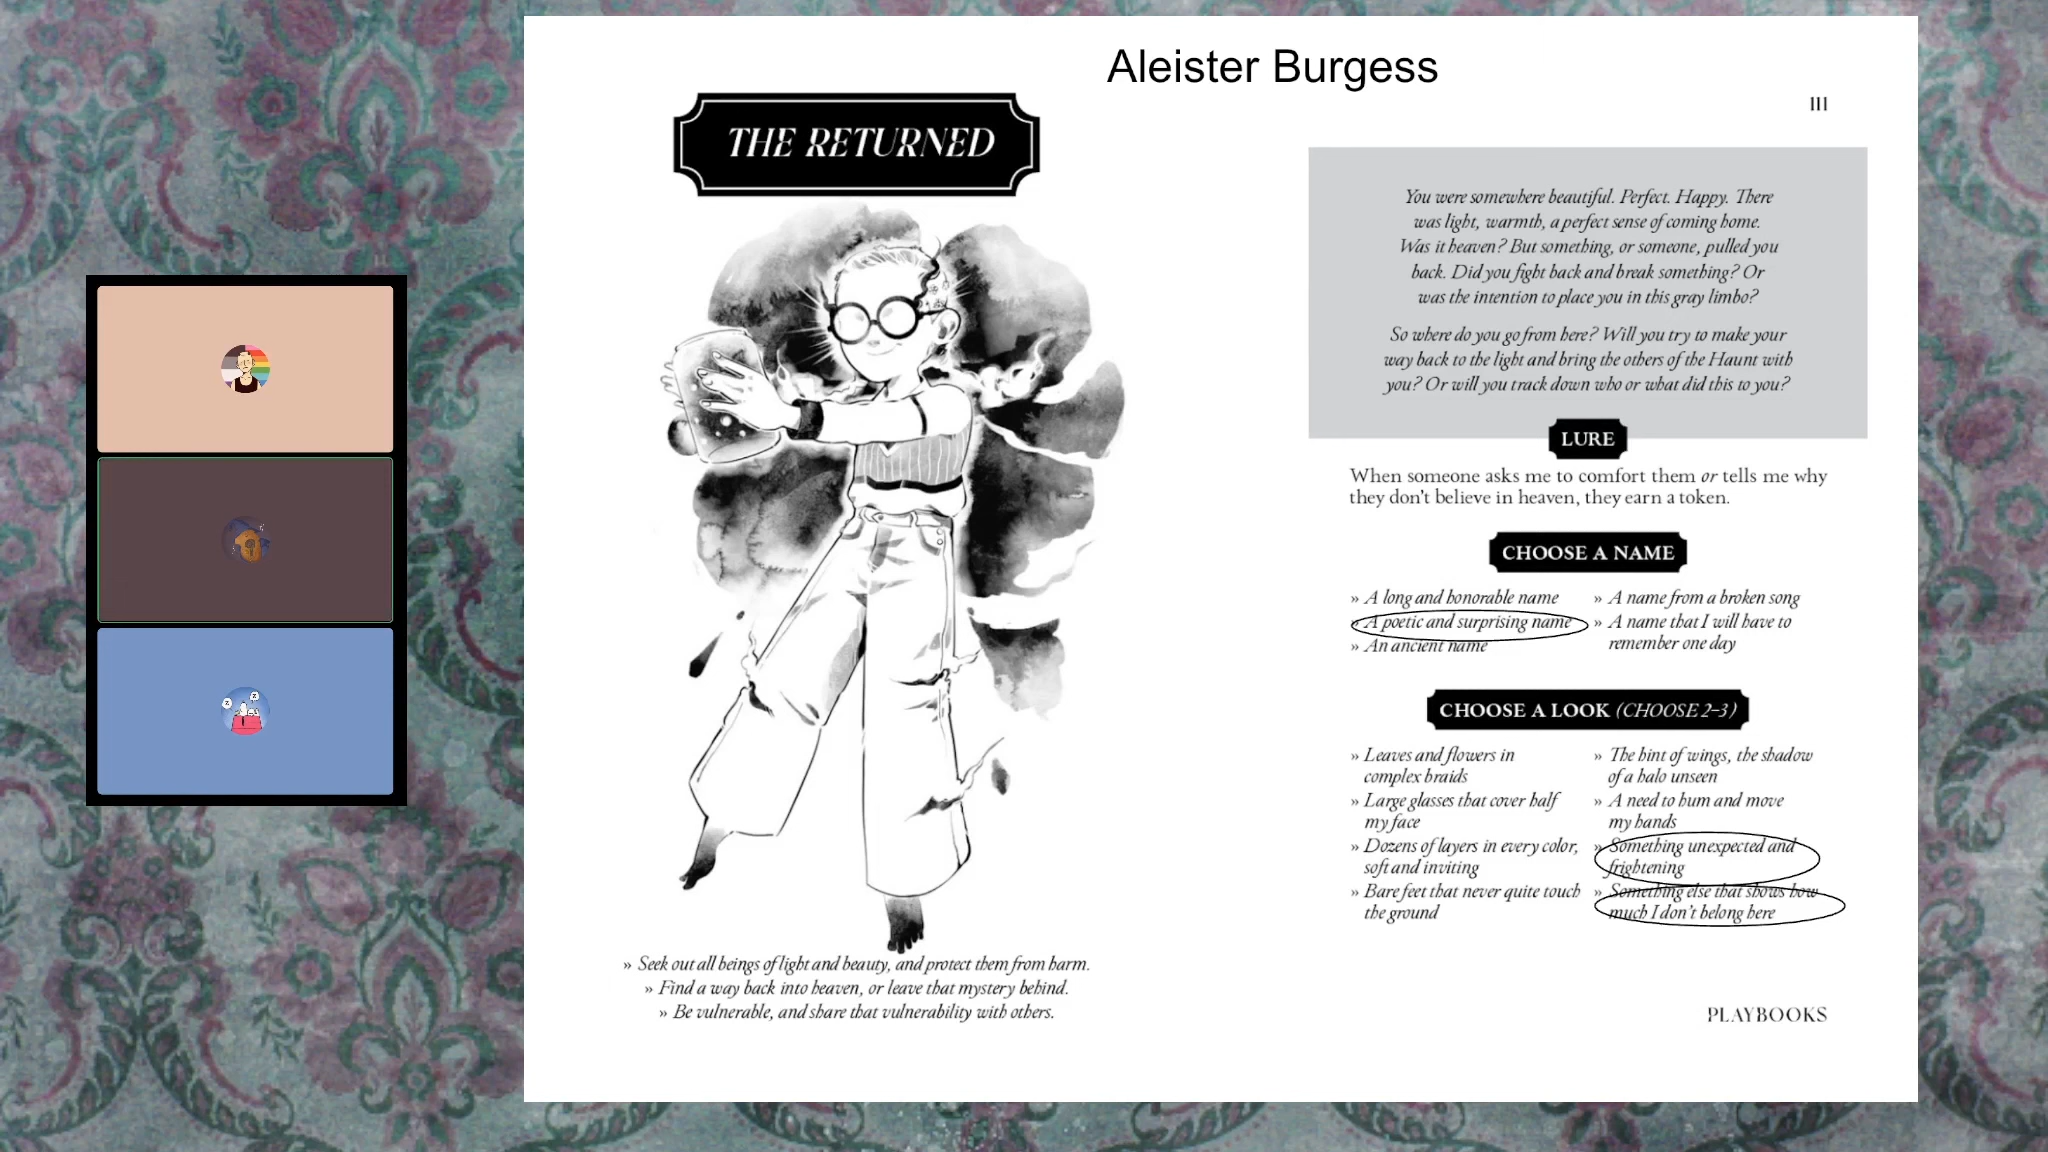 Aleister Burgess
THE RETURNED
111
You were somewhere beautiful. Perfect. Happy. There
was light, warmth, a perfect sense of coming home.
Was it heaven? But something, or someone, pulled you
back. Did you fight back and break something? Or
was the intention to place you in this gray limbo?
So where do you go from here? Will you try to make your
way back to the light and bring the others of the Haunt with
you? Or will you track down who or what did this to you?
LURE
When someone asks me to comfort them or tells me why
they don't believe in heaven, they earn a token.
CHOOSE A NAME
» A long and honorable name
» A poetic and surprising name
» An ancient name
» A name from a broken song
» A name that I will have to
remember one day
CHOOSE A LOOK (CHOOSE 2–3)
» Leaves and flowers in
complex braids
» Large glasses that cover half
my face
» Dozens of layers in every color,
soft and inviting
» Bare feet that never quite touch
the ground
» The hint of wings, the shadow
of a halo unseen
» A need to hum and move
my hands
» Something unexpected and
frightening
» Something else that shows how
much I don't belong here
» Seek out all beings of light and beauty, and protect them from harm.
» Find a way back into heaven, or leave that mystery behind.
» Be vulnerable, and share that vulnerability with others.
PLAYBOOKS
z
z